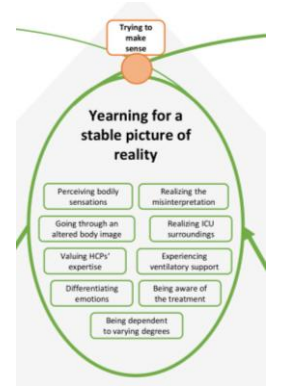 Trying to
make
sense
Yearning for a
stable picture of
reality
Perceiving bodily
sensations
Realizing the
misinterpretation
Going through an
altered body image
Realizing ICU
surroundings
Valuing HCPs'
expertise
Experiencing
ventilatory support
Differentiating
emotions
Being aware of
the treatment
Being dependent
to varying degrees